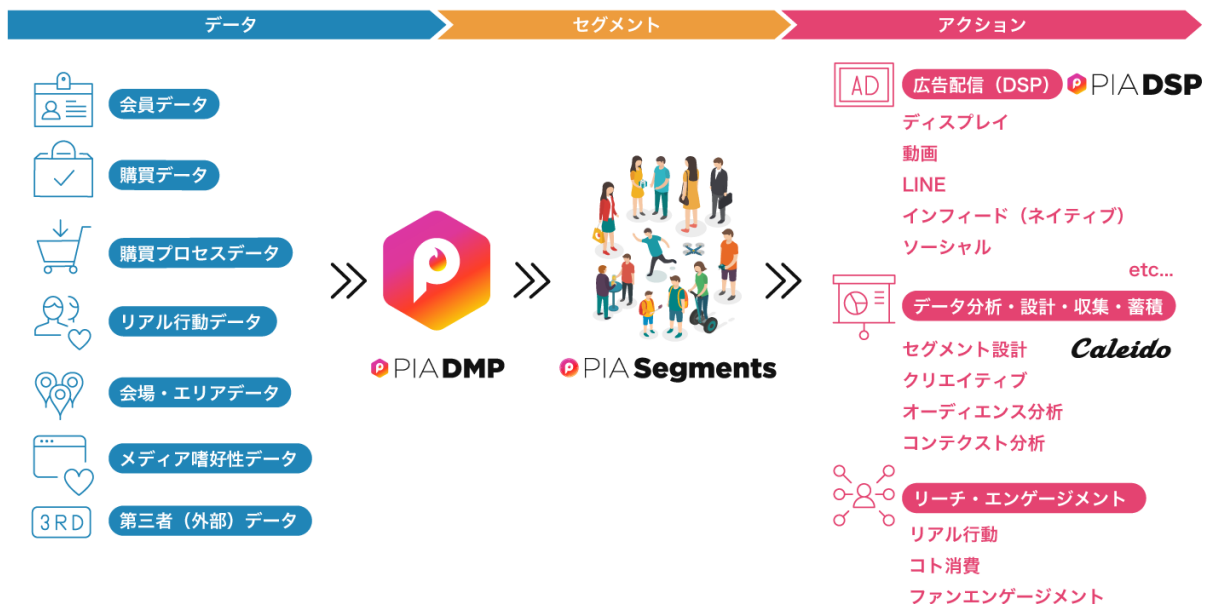 データ
セグメント
アクション
会員データ
購買データ
購買プロセスデータ
リアル行動データ
会場・エリアデータ
メディア嗜好性データ
3RD
第三者（外部）データ
PIA DMP
PIA Segments
AD
広告配信（DSP）
PIA DSP
ディスプレイ
動画
LINE
インフィード（ネイティブ）
ソーシャル
etc...
データ分析・設計・収集・蓄積
セグメント設計
Caleido
クリエイティブ
オーディエンス分析
コンテクスト分析
リーチ・エンゲージメント
リアル行動
コト消費
ファンエンゲージメント